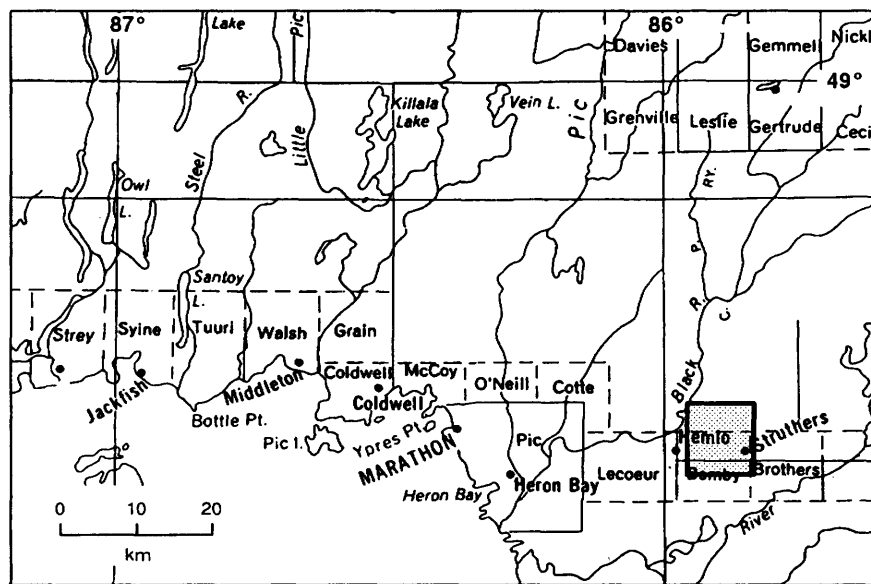 87°
86°
Lake
Pic
Davies
Gemmell
Nickl
49°
R.
Killala
Lake
Vein L.
Pic
Grenville
Leslie
Gertrude
Ceci
Little
Steel
Owl
L.
RY.
P.
C.
R.
Santoy
L.
Strey
Syine
Tuuri
Walsh
Grain
Coldwell
McCoy
O'Neill
Cotte
Black
Jackfish
Middleton
Coldwell
Bottle Pt.
Pic I.
Ypres Pt.
MARATHON
Pic
Hemlo
Struthers
Heron Bay
Heron Bay
Lecoeur
Bomby
Brothers
River
0 10 20
km